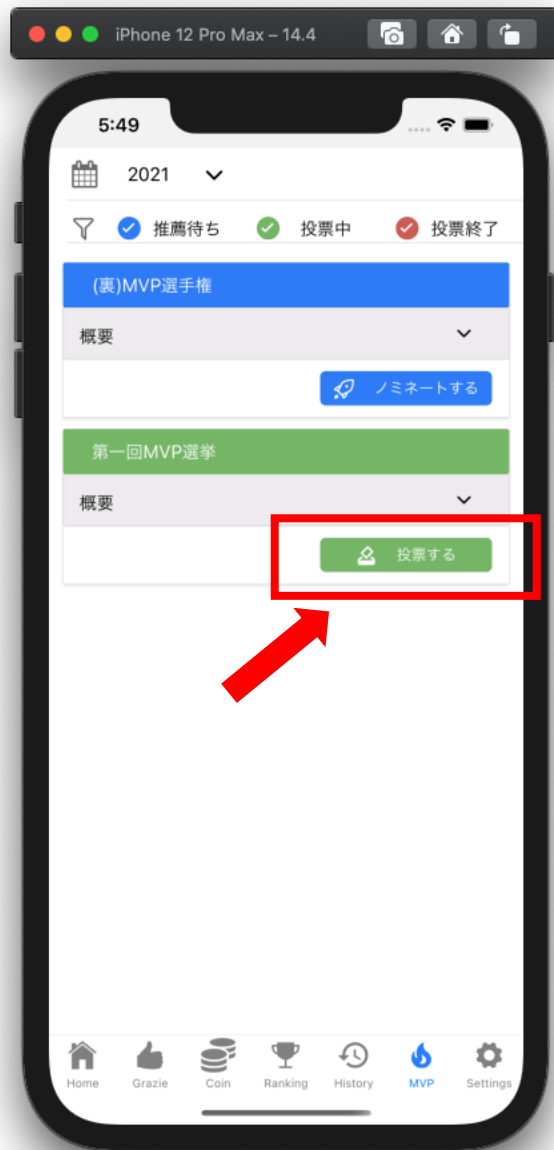 iPhone 12 Pro Max – 14.4
5:49
2021
推薦待ち 投票中 投票終了
(裏)MVP選手権
概要
ノミネートする
第一回MVP選挙
概要
投票する
Home Grazie Coin Ranking History MVP Settings